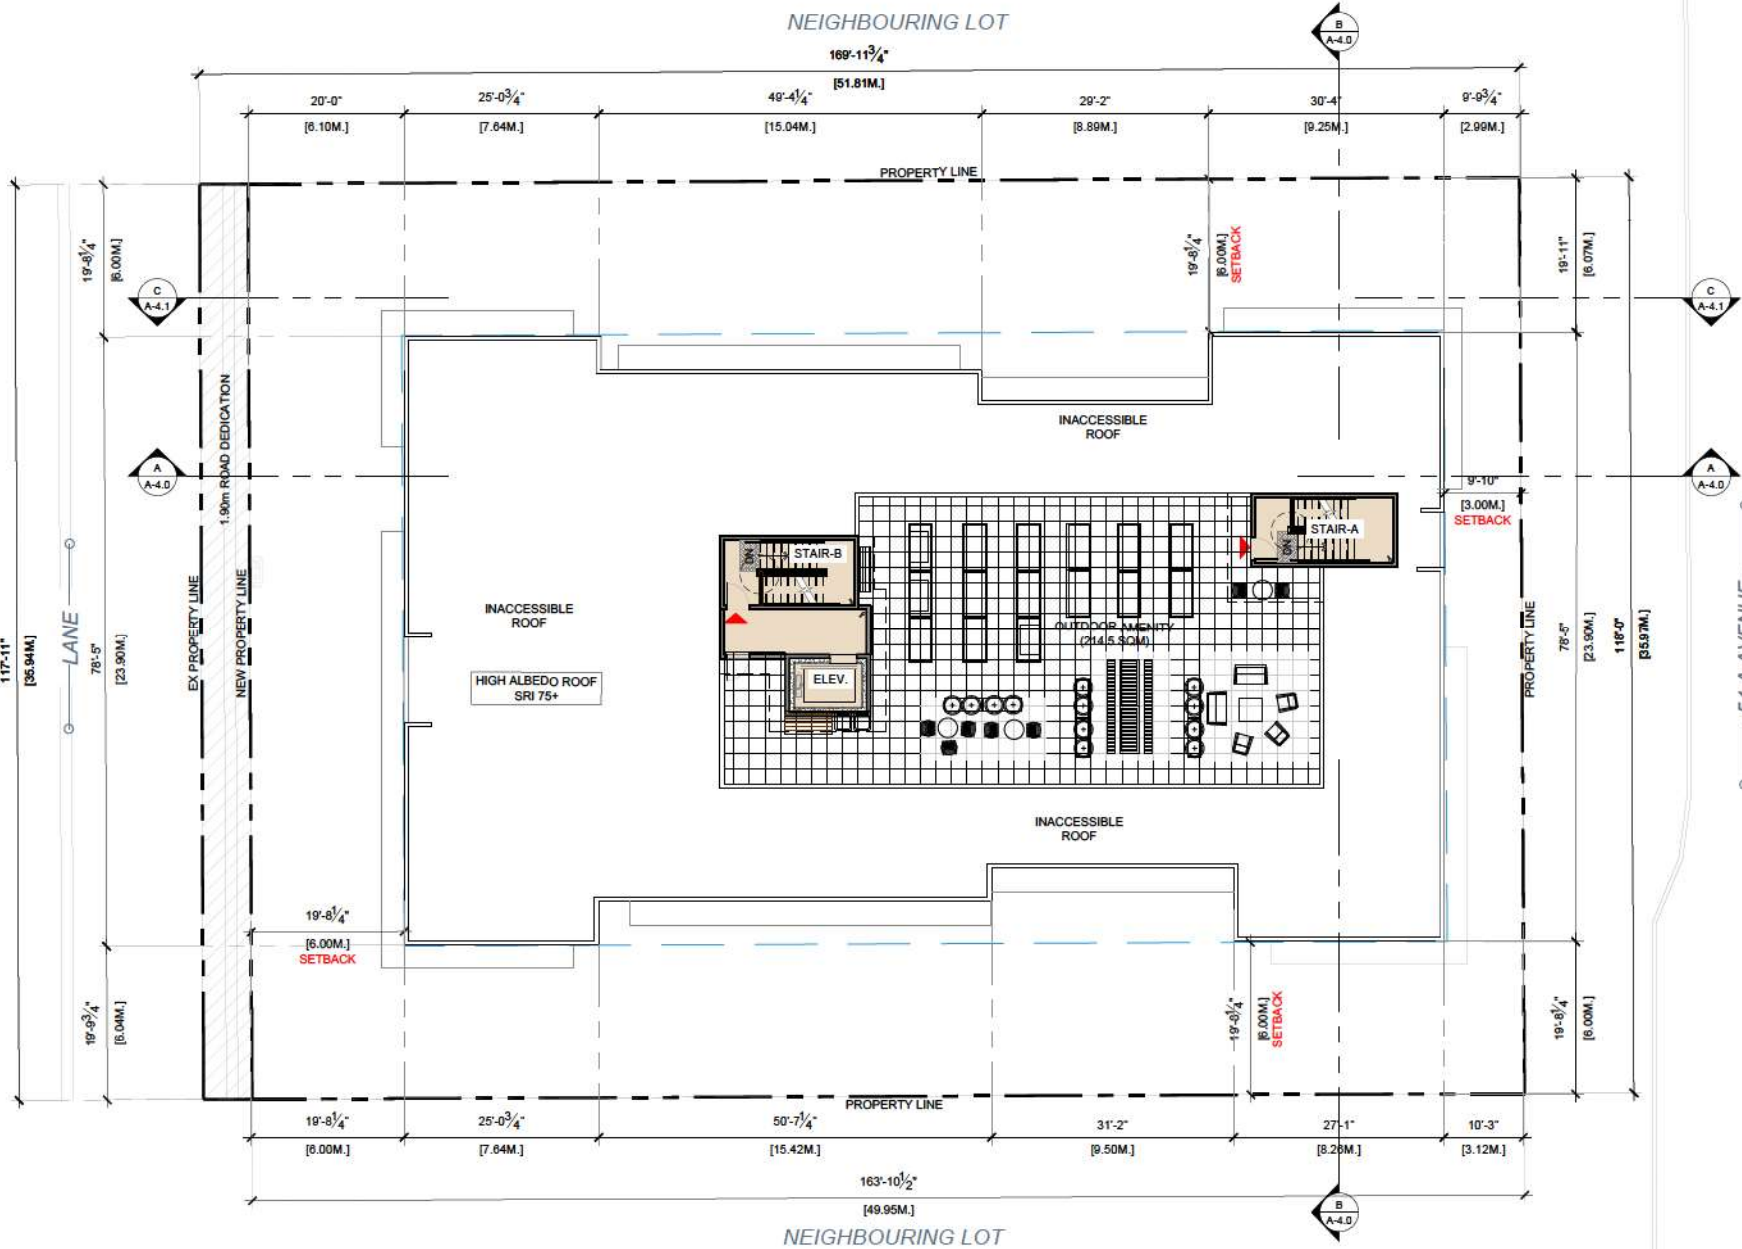 NEIGHBOURING LOT
B
A-4.0
169'-11¾"
[51.81M.]
20'-0"
25'-0¾"
49'-4¼"
29'-2"
30'-4"
9'-9¾"
[6.10M.]
[7.64M.]
[15.04M.]
[8.89M.]
[9.25M.]
[2.99M.]
PROPERTY LINE
19'-8¼"
[6.00M.]
19'-8¼"
[6.00M.]
SETBACK
19'-11"
[6.07M.]
C
A-4.1
C
A-4.1
1.90m ROAD DEDICATION
INACCESSIBLE
ROOF
A
A-4.0
A
A-4.0
9'-10"
[3.00M.]
SETBACK
STAIR-A
DN
STAIR-B
DN
EX PROPERTY LINE
NEW PROPERTY LINE
INACCESSIBLE
ROOF
OUTDOOR AMENITY
(214.5 SQM)
PROPERTY LINE
117'-11"
[35.94M.]
LANE
78'-5"
[23.90M.]
HIGH ALBEDO ROOF
SRI 75+
ELEV.
78'-5"
[23.90M.]
118'-0"
[35.97M.]
INACCESSIBLE
ROOF
19'-8¼"
[6.00M.]
SETBACK
19'-9¾"
[6.04M.]
19'-8¼"
[6.00M.]
SETBACK
19'-8¼"
[6.00M.]
PROPERTY LINE
19'-8¼"
25'-0¾"
50'-7¼"
31'-2"
27'-1"
10'-3"
[6.00M.]
[7.64M.]
[15.42M.]
[9.50M.]
[8.26M.]
[3.12M.]
163'-10½"
[49.95M.]
B
A-4.0
NEIGHBOURING LOT